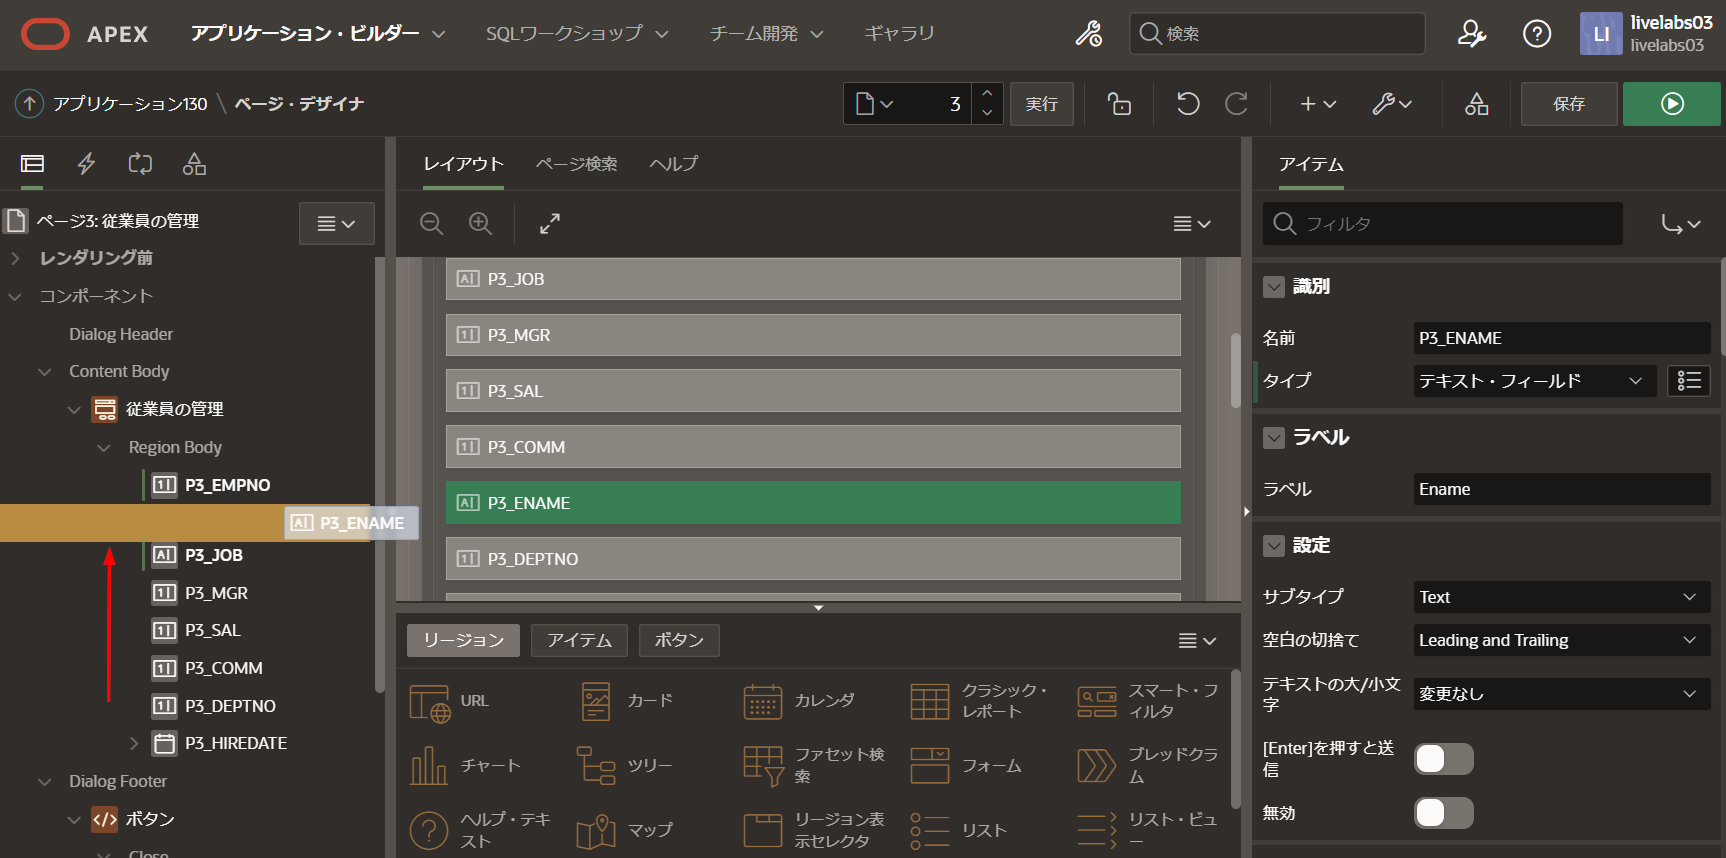 APEX アプリケーション・ビルダー SQLワークショップ チーム開発 ギャラリ 検索 LI livelabs03
livelabs03
アプリケーション130 \ ページ・デザイナ 3 実行 保存
ページ3: 従業員の管理
レンダリング前
コンポーネント
Dialog Header
Content Body
従業員の管理
Region Body
P3_EMPNO
P3_ENAME
P3_JOB
P3_MGR
P3_SAL
P3_COMM
P3_DEPTNO
P3_HIREDATE
Dialog Footer
ボタン
Close
レイアウト ページ検索 ヘルプ
P3_JOB
P3_MGR
P3_SAL
P3_COMM
P3_ENAME
P3_DEPTNO
リージョン アイテム ボタン
URL カード カレンダ クラシック・レポート スマート・フィルタ
チャート ツリー ファセット検索 フォーム ブレッドクラム
ヘルプ・テキスト マップ リージョン表示セレクタ リスト リスト・ビュー
アイテム
フィルタ
識別
名前 P3_ENAME
タイプ テキスト・フィールド
ラベル
ラベル Ename
設定
サブタイプ Text
空白の切捨て Leading and Trailing
テキストの大/小文字 変更なし
[Enter]を押すと送信
無効